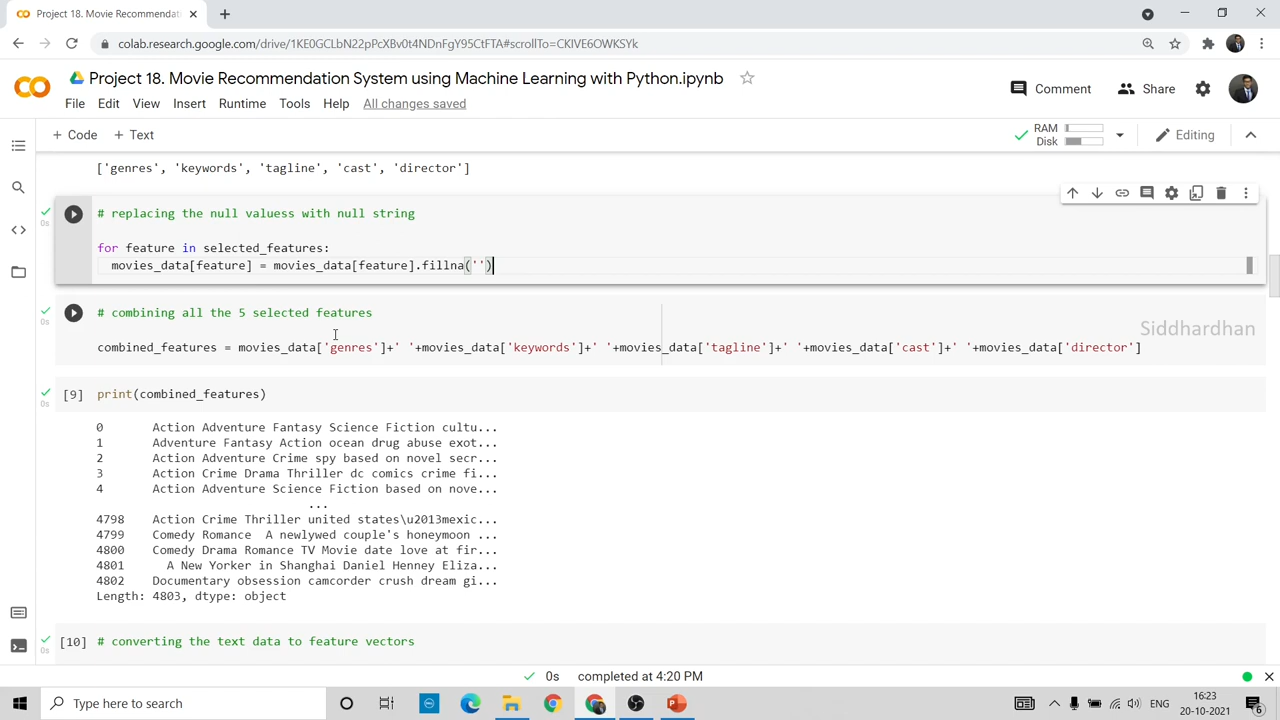 Project 18. Movie Recommendati
colab.research.google.com/drive/1KE0GCLbN22pPcXBv0t4NDnFgY95CtFTA#scrollTo=CKIVE6OWKSYk
Project 18. Movie Recommendation System using Machine Learning with Python.ipynb
Comment Share
File Edit View Insert Runtime Tools Help All changes saved
+ Code + Text
RAM
Disk
Editing
['genres', 'keywords', 'tagline', 'cast', 'director']
0s
# replacing the null valuess with null string
for feature in selected_features:
movies_data[feature] = movies_data[feature].fillna('')
0s
# combining all the 5 selected features
Siddhardhan
combined_features = movies_data['genres']+' '+movies_data['keywords']+' '+movies_data['tagline']+' '+movies_data['cast']+' '+movies_data['director']
0s
[9] print(combined_features)
0 Action Adventure Fantasy Science Fiction cultu...
1 Adventure Fantasy Action ocean drug abuse exot...
2 Action Adventure Crime spy based on novel secr...
3 Action Crime Drama Thriller dc comics crime fi...
4 Action Adventure Science Fiction based on nove...
...
4798 Action Crime Thriller united states\u2013mexic...
4799 Comedy Romance A newlywed couple's honeymoon ...
4800 Comedy Drama Romance TV Movie date love at fir...
4801 A New Yorker in Shanghai Daniel Henney Eliza...
4802 Documentary obsession camcorder crush dream gi...
Length: 4803, dtype: object
[10] # converting the text data to feature vectors
0s
0s completed at 4:20 PM
Type here to search
ENG
16:23
20-10-2021
6